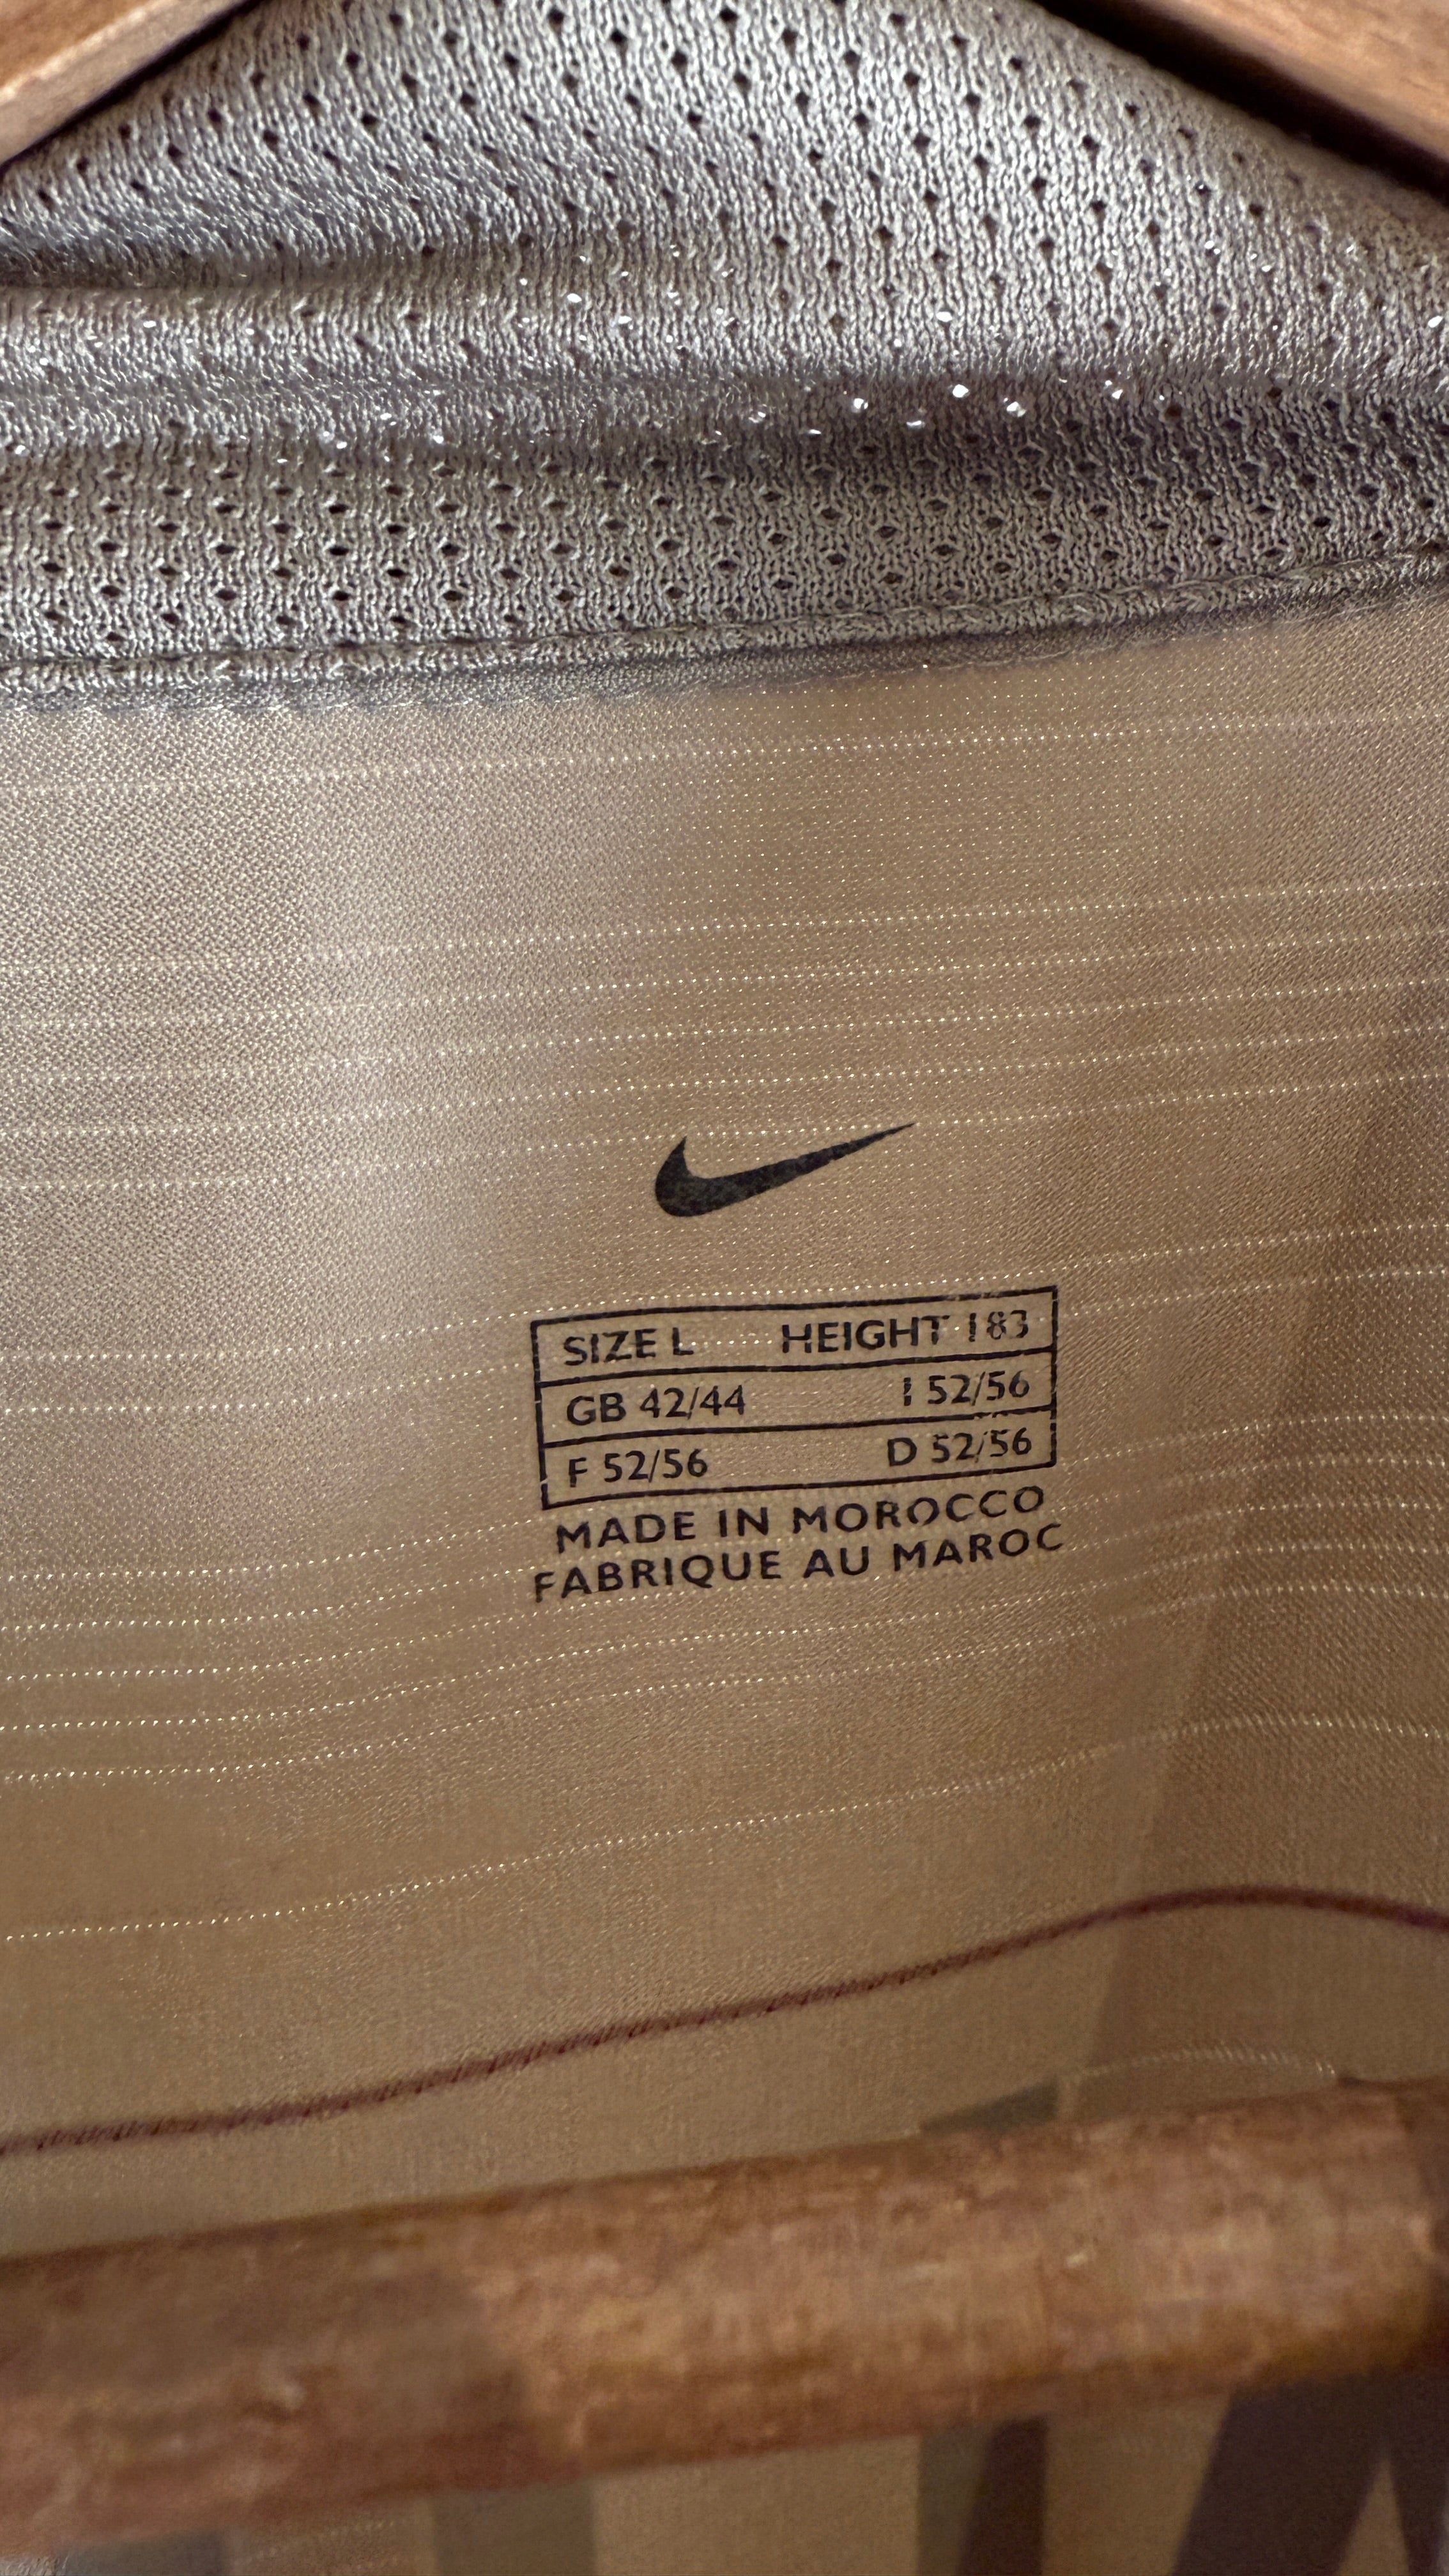 SIZE L HEIGHT 183
GB 42/44 I 52/56
F 52/56 D 52/56
MADE IN MOROCCO
FABRIQUE AU MAROC